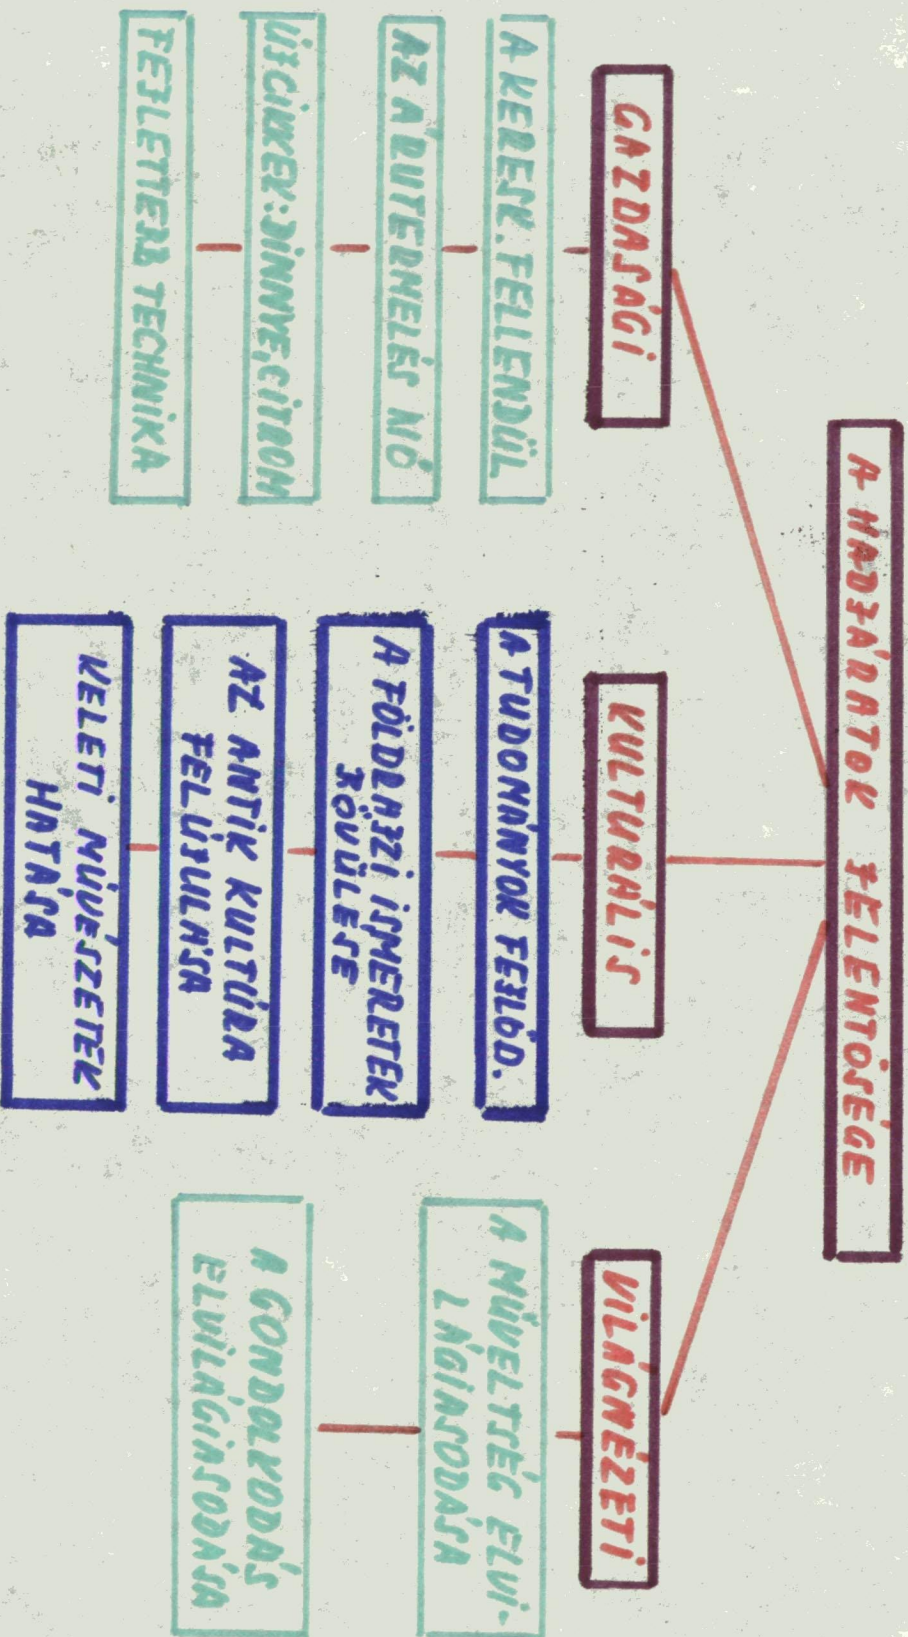 A HADJÁRATOK JELENTŐSÉGE
GAZDASÁGI
A KERESK. FELLENDÜL
AZ ÁRUTERMELÉS NŐ
ÚJ CIKKEK: DINNYE, CITROM
FEJLETTEBB TECHNIKA
KULTURÁLIS
A TUDOMÁNYOK FEJLŐD.
A FÖLDRAJZI ISMERETEK
BŐVÜLÉSE
AZ ANTIK KULTÚRA
FELÚJULÁSA
KELETI MŰVÉSZETEK
HATÁSA
VILÁGNÉZETI
A MŰVELTSÉG ELVI-
LÁGIASODÁSA
A GONDOLKODÁS
ELVILÁGIASODÁSA